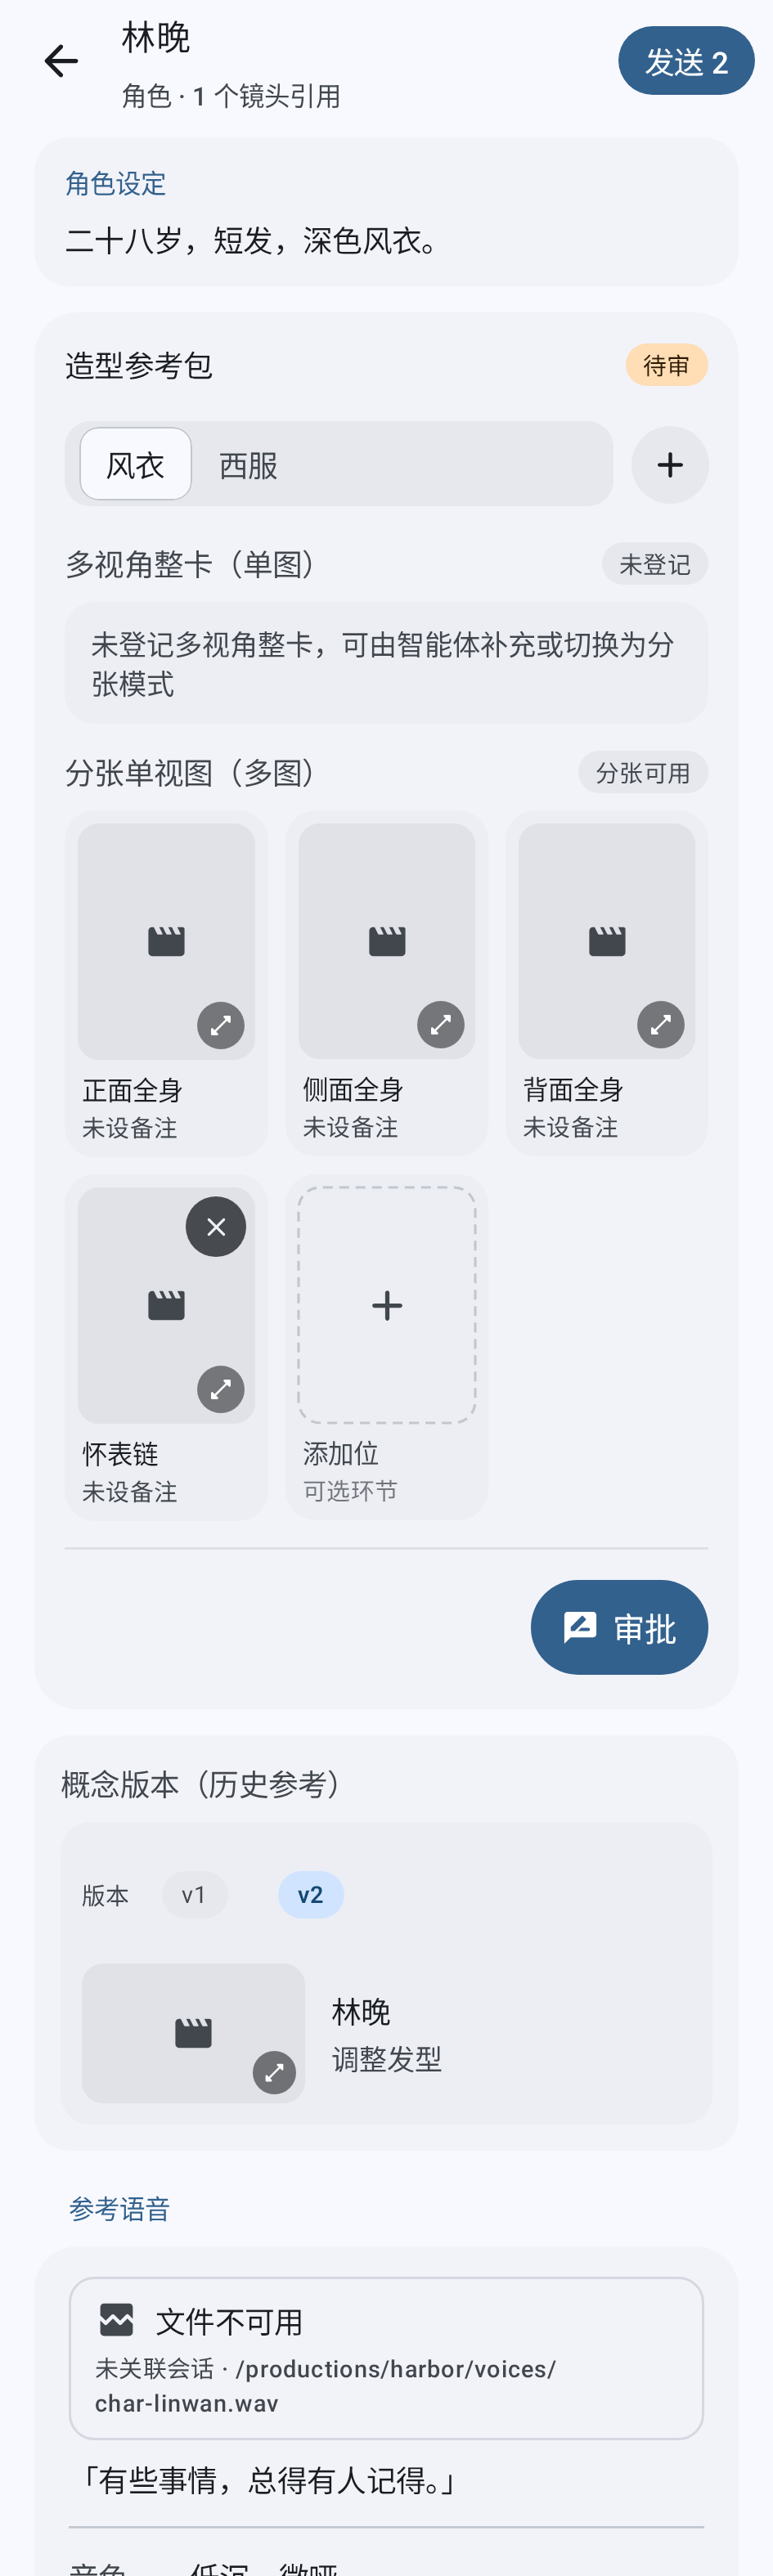 林晚
角色 · 1 个镜头引用
发送 2
角色设定
二十八岁，短发，深色风衣。
造型参考包
待审
风衣
西服
多视角整卡（单图）
未登记
未登记多视角整卡，可由智能体补充或切换为分
张模式
分张单视图（多图）
分张可用
正面全身
未设备注
侧面全身
未设备注
背面全身
未设备注
怀表链
未设备注
添加位
可选环节
审批
概念版本（历史参考）
版本
v1
v2
林晚
调整发型
参考语音
文件不可用
未关联会话 · /productions/harbor/voices/
char-linwan.wav
「有些事情，总得有人记得。」
音色
低沉、微哑